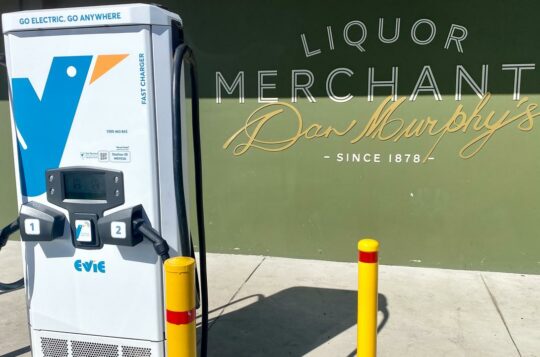 GO ELECTRIC. GO ANYWHERE
FAST CHARGER
1
2
EVIE
LIQUOR
MERCHANT
Dan Murphy's
- SINCE 1878 -